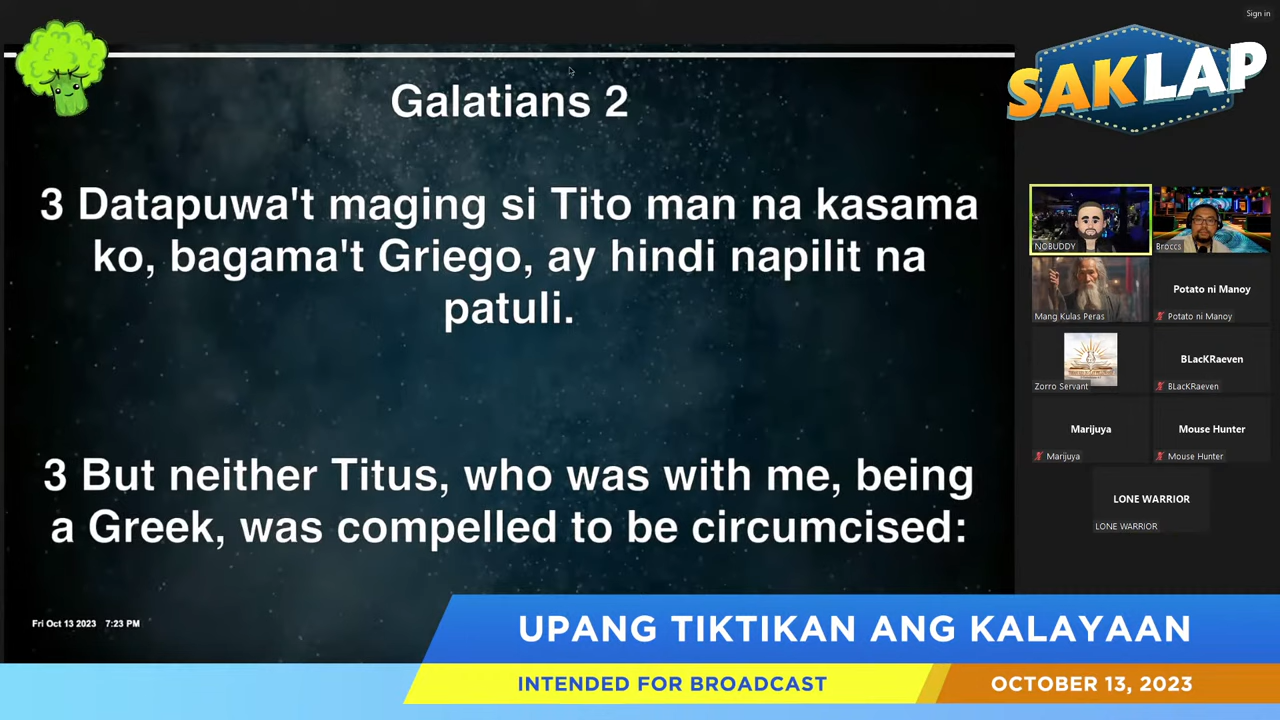 Sign in
SAKLAP
Galatians 2
3 Datapuwa't maging si Tito man na kasama
ko, bagama't Griego, ay hindi napilit na
patuli.
3 But neither Titus, who was with me, being
a Greek, was compelled to be circumcised:
Fri Oct 13 2023 7:23 PM
NOBUDDY
Broccs
Mang Kulas Peras
Potato ni Manoy
Potato ni Manoy
Zorro Servant
BLacKRaeven
BLacKRaeven
Marijuya
Marijuya
Mouse Hunter
Mouse Hunter
LONE WARRIOR
LONE WARRIOR
UPANG TIKTIKAN ANG KALAYAAN
INTENDED FOR BROADCAST
OCTOBER 13, 2023